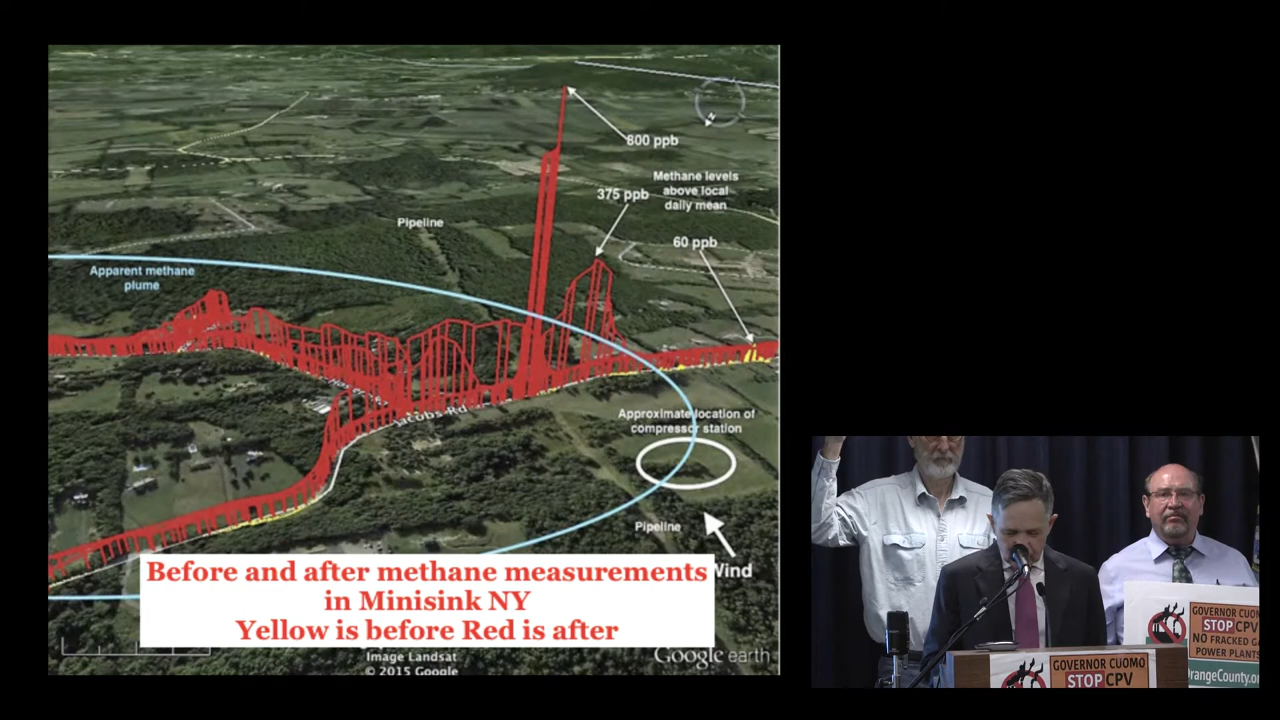 800 ppb
Methane levels
above local
daily mean
375 ppb
Pipeline
60 ppb
Apparent methane
plume
Jacobs Rd
Approximate location of
compressor station
Pipeline
Wind
Before and after methane measurements
in Minisink NY
Yellow is before Red is after
Image Landsat
© 2015 Google
Google earth
GOVERNOR CUOMO
STOP CPV
GOVERNOR CUOM
STOP CPV
NO FRACKED GA
POWER PLANTS
rangeCounty.or